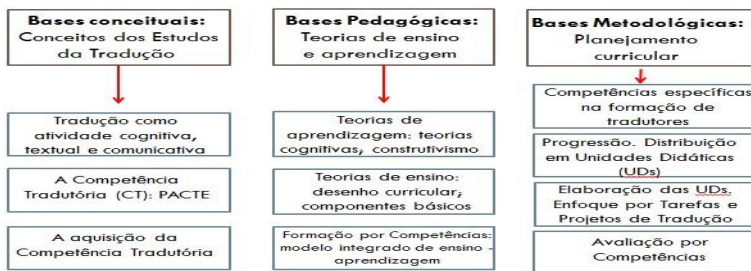 Bases conceituais:
Conceitos dos Estudos
da Tradução
Tradução como
atividade cognitiva,
textual e comunicativa
A Competência
Tradutória (CT): PACTE
A aquisição da
Competência Tradutória
Bases Pedagógicas:
Teorias de ensino
e aprendizagem
Teorias de
aprendizagem: teorias
cognitivas; construtivismo
Teorias de ensino:
desenho curricular;
componentes básicos
Formação por Competências:
modelo integrado de ensino -
aprendizagem
Bases Metodológicas:
Planejamento
curricular
Competências específicas
na formação de
tradutores
Progressão. Distribuição
em Unidades Didáticas
(UDs)
Elaboração das UDs.
Enfoque por Tarefas e
Projetos de Tradução
Avaliação por
Competências